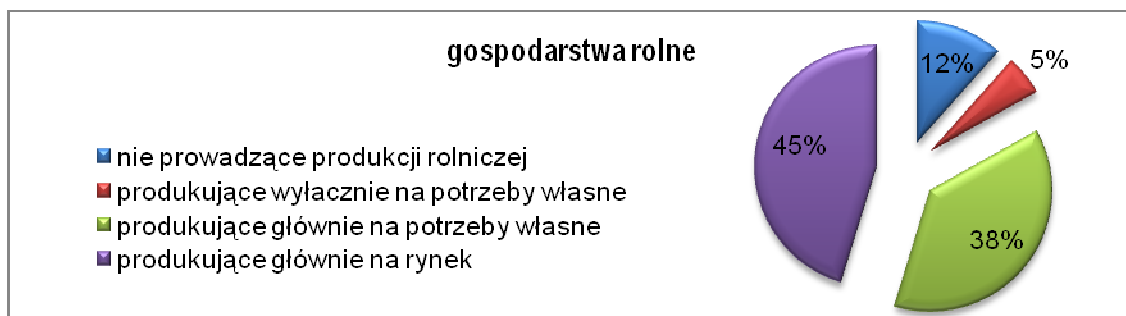 gospodarstwa rolne
12%
5%
45%
38%
nie prowadzące produkcji rolniczej
produkujące wyłacznie na potrzeby własne
produkujące głównie na potrzeby własne
produkujące głównie na rynek